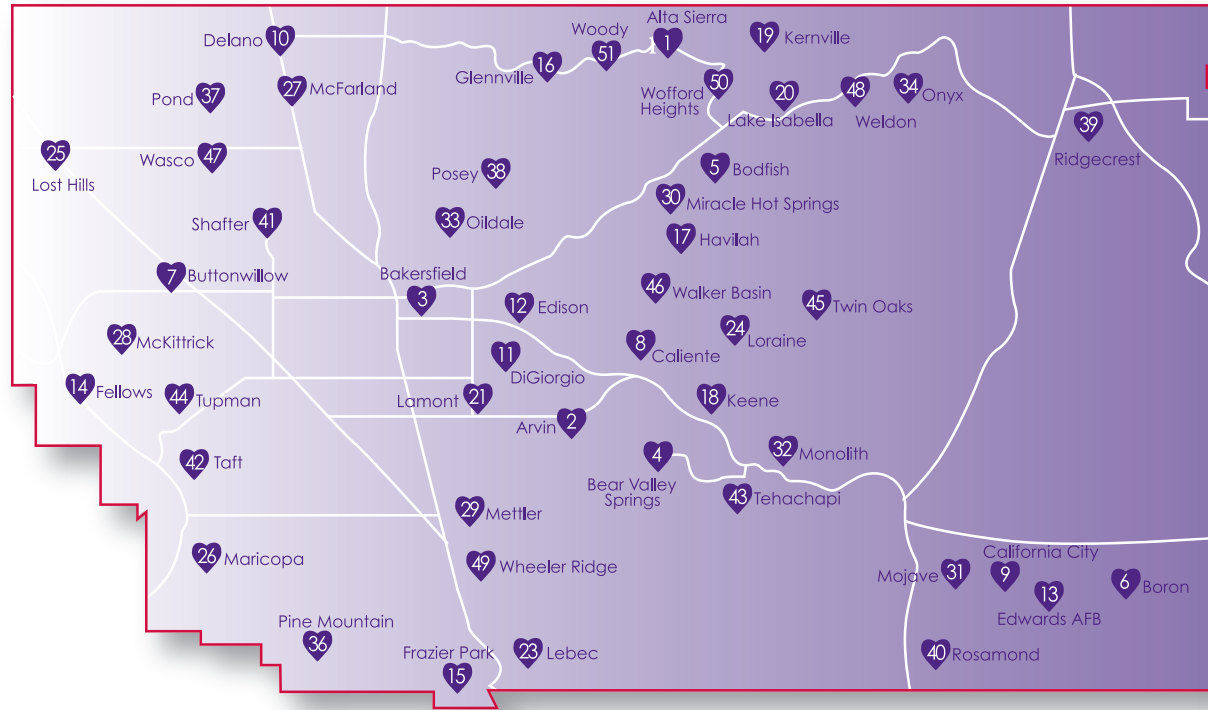 Alta Sierra
1
Woody
51
Delano
10
19
Kernville
Glennville
16
27
McFarland
Pond
37
50
Wofford
Heights
20
Lake Isabella
48
Weldon
34
Onyx
39
Ridgecrest
25
Lost Hills
Wasco
47
Posey
38
5
Bodfish
30
Miracle Hot Springs
Shafter
41
33
Oildale
17
Havilah
7
Buttonwillow
Bakersfield
3
12
Edison
46
Walker Basin
45
Twin Oaks
28
McKittrick
11
DiGiorgio
8
Caliente
24
Loraine
14
Fellows
44
Tupman
Lamont
21
Arvin
2
18
Keene
42
Taft
4
Bear Valley
Springs
32
Monolith
43
Tehachapi
29
Mettler
26
Maricopa
49
Wheeler Ridge
California City
9
Mojave
31
13
Edwards AFB
6
Boron
Pine Mountain
36
Frazier Park
15
23
Lebec
40
Rosamond